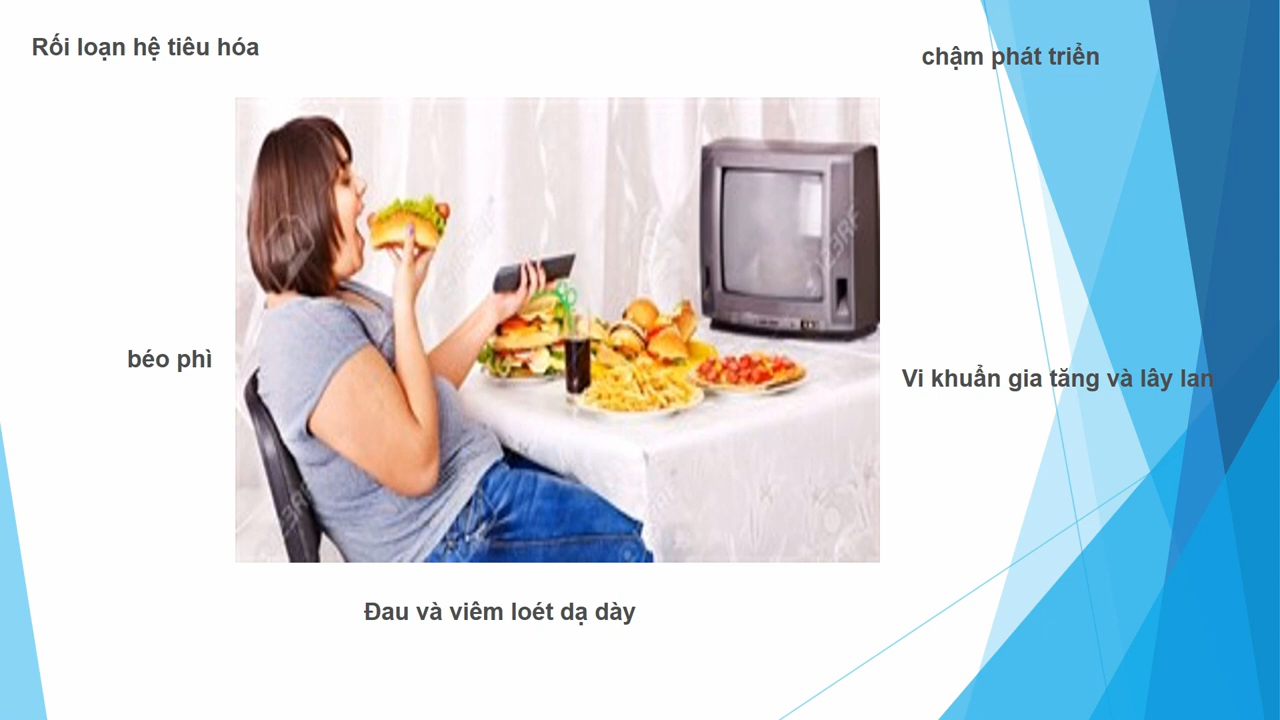 Rối loạn hệ tiêu hóa
chậm phát triển
béo phì
Vi khuẩn gia tăng và lây lan
Đau và viêm loét dạ dày